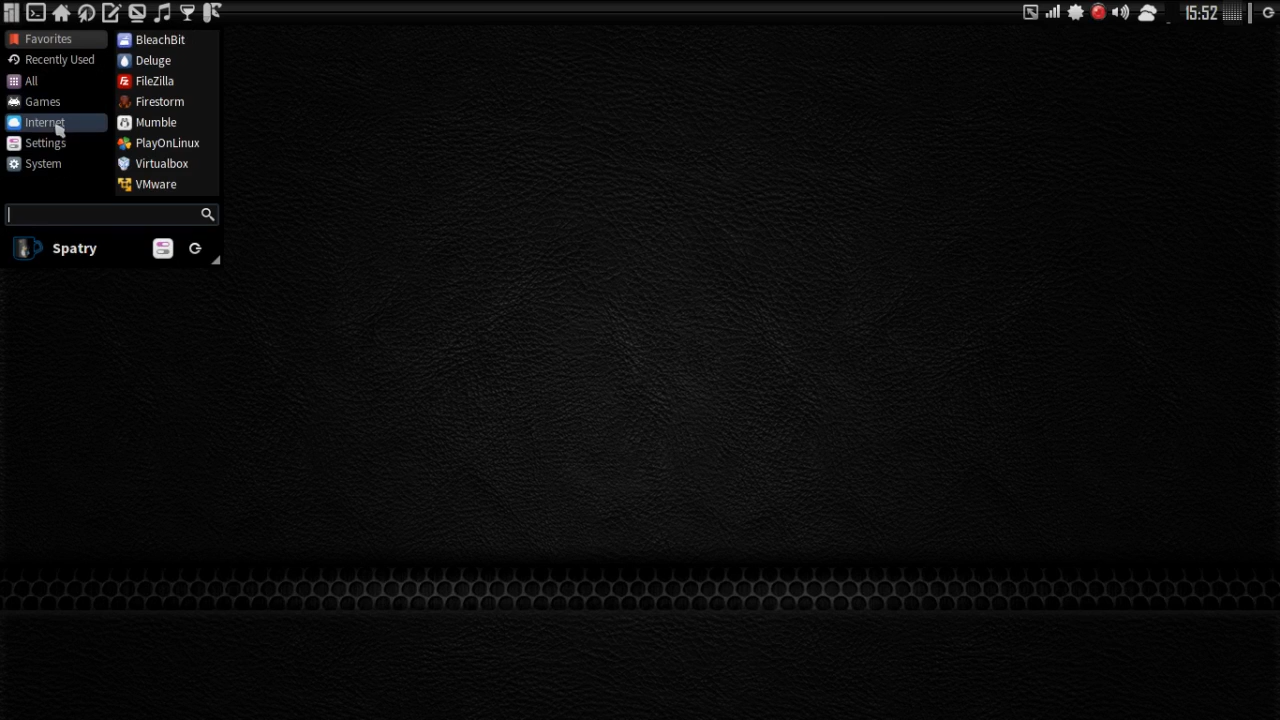 15:52
Favorites
Recently Used
All
Games
Internet
Settings
System
BleachBit
Deluge
FileZilla
Firestorm
Mumble
PlayOnLinux
Virtualbox
VMware
Spatry